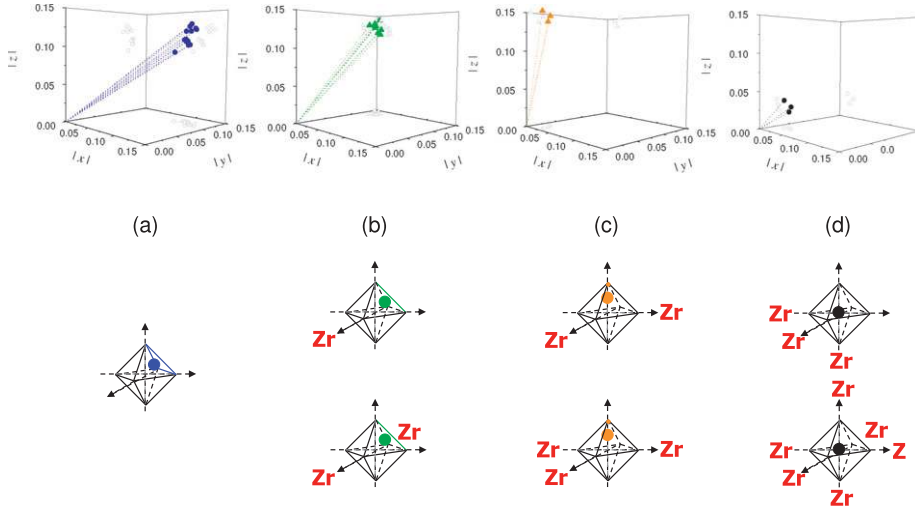 0.15 0.15 0.15 0.15
0.10 0.10 0.10 0.10
|z| |z| |z| |z|
0.05 0.05 0.05 0.05
0.00 0.00 0.00 0.00
0.05 0.10 0.15 0.00 0.05 0.10 0.15
0.05 0.10 0.15 0.00 0.05 0.10 0.15
0.05 0.10 0.15 0.00 0.05 0.10 0.15
0.05 0.10 0.15 0.00 0.0
|x| |y| |x| |y| |x| |y| |x|
(a) (b) (c) (d)
Zr Zr Zr Zr Zr Zr
Zr
Zr
Zr Zr
Zr Zr Zr Zr Z
Zr Zr Zr
Zr